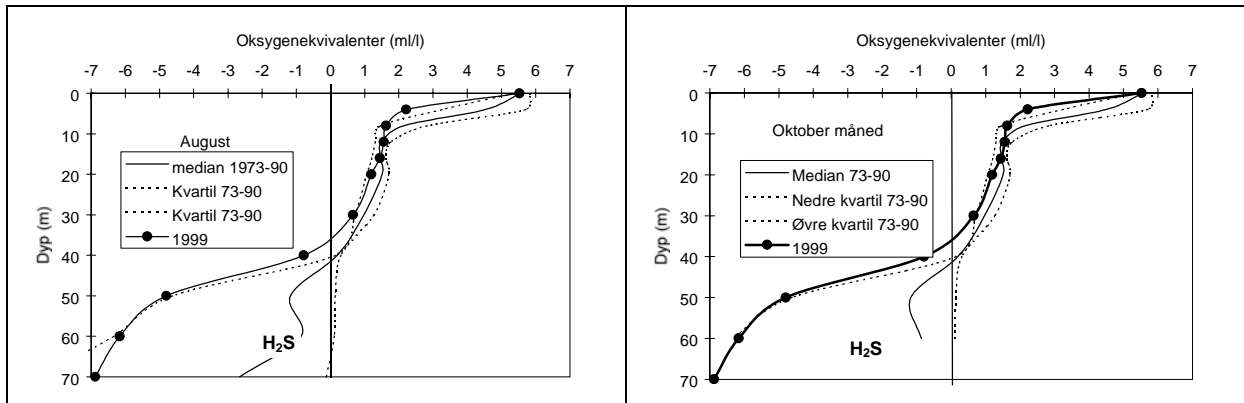 Oksygenekvivalenter (ml/l)
-7 -6 -5 -4 -3 -2 -1 0 1 2 3 4 5 6 7
0
10
20
30
40
50
60
70
Dyp (m)
August
median 1973-90
Kvartil 73-90
Kvartil 73-90
1999
H₂S
Oksygenekvivalenter (ml/l)
-7 -6 -5 -4 -3 -2 -1 0 1 2 3 4 5 6 7
0
10
20
30
40
50
60
70
Dyp (m)
Oktober måned
Median 73-90
Nedre kvartil 73-90
Øvre kvartil 73-90
1999
H₂S